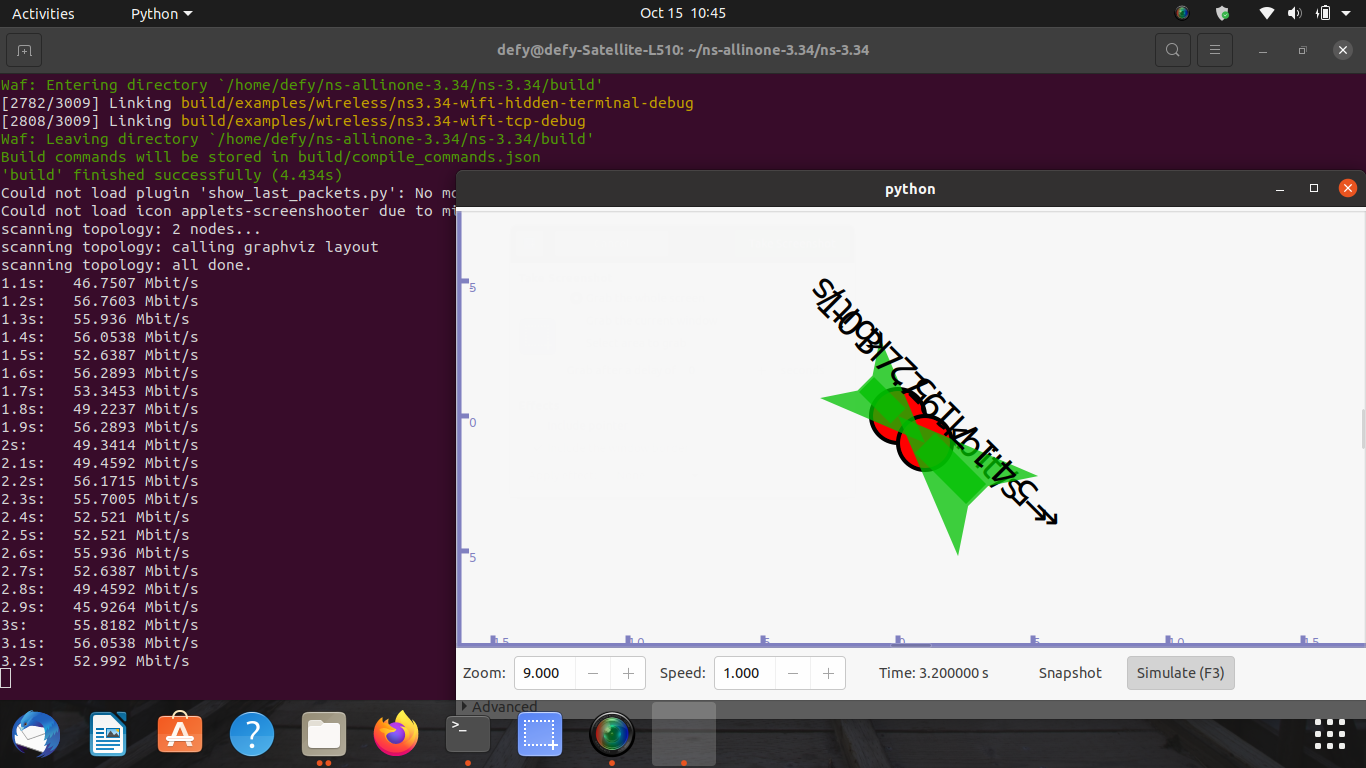 Activities
Python
Oct 15 10:45
defy@defy-Satellite-L510: ~/ns-allinone-3.34/ns-3.34
Waf: Entering directory `/home/defy/ns-allinone-3.34/ns-3.34/build'
[2782/3009] Linking build/examples/wireless/ns3.34-wifi-hidden-terminal-debug
[2808/3009] Linking build/examples/wireless/ns3.34-wifi-tcp-debug
Waf: Leaving directory `/home/defy/ns-allinone-3.34/ns-3.34/build'
Build commands will be stored in build/compile_commands.json
'build' finished successfully (4.434s)
Could not load plugin 'show_last_packets.py': No mo
Could not load icon applets-screenshooter due to mi
scanning topology: 2 nodes...
scanning topology: calling graphviz layout
scanning topology: all done.
1.1s: 46.7507 Mbit/s
1.2s: 56.7603 Mbit/s
1.3s: 55.936 Mbit/s
1.4s: 56.0538 Mbit/s
1.5s: 52.6387 Mbit/s
1.6s: 56.2893 Mbit/s
1.7s: 53.3453 Mbit/s
1.8s: 49.2237 Mbit/s
1.9s: 56.2893 Mbit/s
2s: 49.3414 Mbit/s
2.1s: 49.4592 Mbit/s
2.2s: 56.1715 Mbit/s
2.3s: 55.7005 Mbit/s
2.4s: 52.521 Mbit/s
2.5s: 52.521 Mbit/s
2.6s: 55.936 Mbit/s
2.7s: 52.6387 Mbit/s
2.8s: 49.4592 Mbit/s
2.9s: 45.9264 Mbit/s
3s: 55.8182 Mbit/s
3.1s: 56.0538 Mbit/s
3.2s: 52.992 Mbit/s
python
5
0
5
15 10 5 0 5 10 15
Zoom: 9.000 Speed: 1.000 Time: 3.200000 s Snapshot Simulate (F3)
Advanced